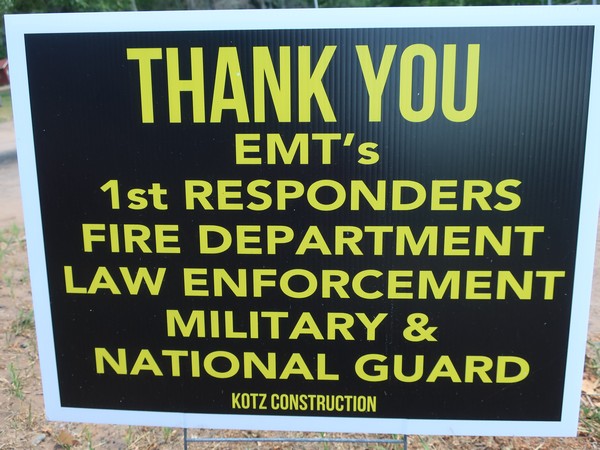 THANK YOU
EMT's
1st RESPONDERS
FIRE DEPARTMENT
LAW ENFORCEMENT
MILITARY &
NATIONAL GUARD
KOTZ CONSTRUCTION